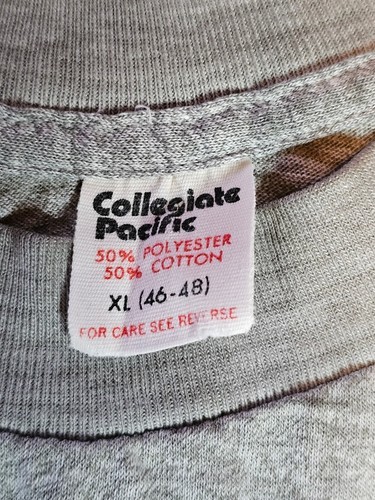 Collegiate
Pacific
50% POLYESTER
50% COTTON
XL (46-48)
FOR CARE SEE REVERSE